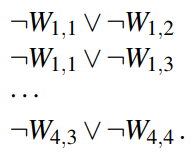 ¬W₁,₁ ∨ ¬W₁,₂
¬W₁,₁ ∨ ¬W₁,₃
⋯
¬W₄,₃ ∨ ¬W₄,₄ .